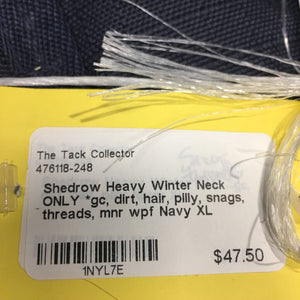 The Tack Collector
476118-248
Shedrow Heavy Winter Neck
ONLY *gc, dirt, *hair, pilly, snags,
threads, mnr wpf Navy XL
1NYL7E
$47.50